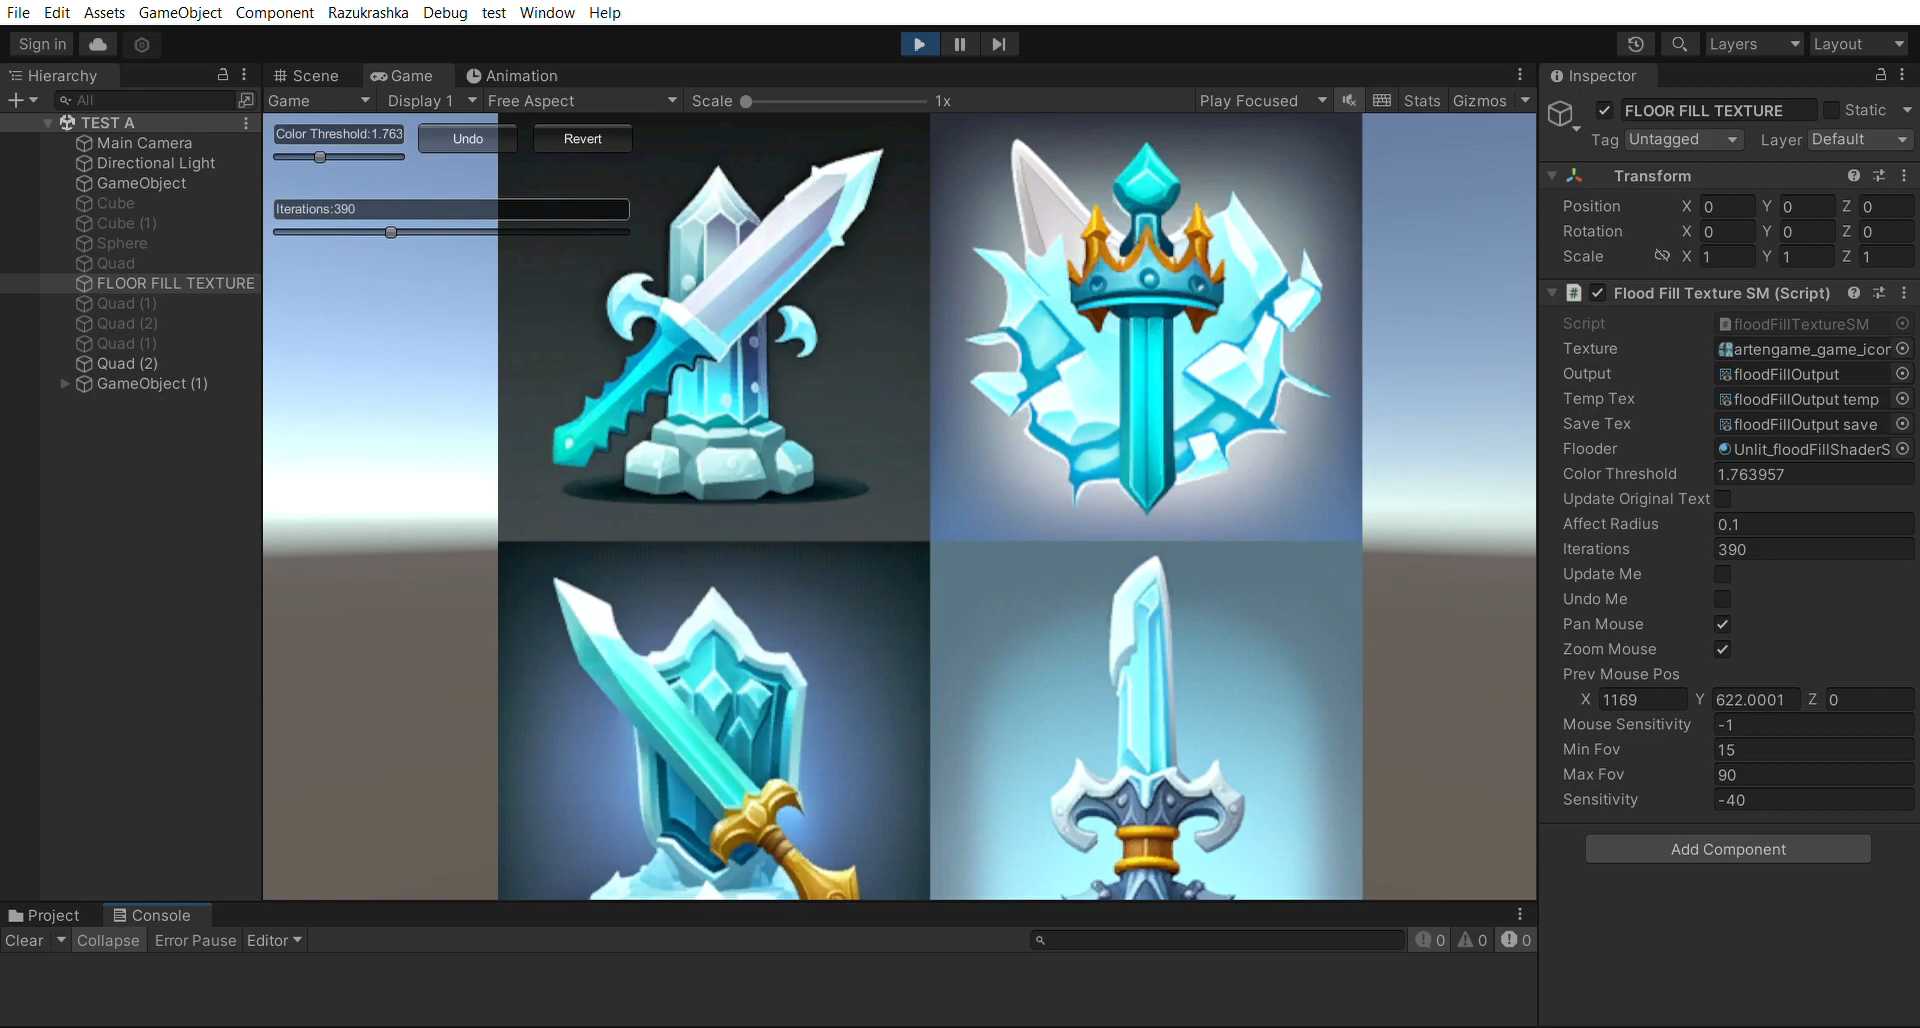 File Edit Assets GameObject Component Razukrashka Debug test Window Help
Sign in Layers Layout
Hierarchy
All
TEST A
Main Camera
Directional Light
GameObject
Cube
Cube (1)
Sphere
Quad
FLOOR FILL TEXTURE
Quad (1)
Quad (2)
Quad (1)
Quad (2)
GameObject (1)
Scene Game Animation
Game Display 1 Free Aspect Scale 1x Play Focused Stats Gizmos
Color Threshold:1.763 Undo Revert
Iterations:390
Inspector
FLOOR FILL TEXTURE Static
Tag Untagged Layer Default
Transform
Position X 0 Y 0 Z 0
Rotation X 0 Y 0 Z 0
Scale X 1 Y 1 Z 1
# Flood Fill Texture SM (Script)
Script floodFillTextureSM
Texture artengame_game_icor
Output floodFillOutput
Temp Tex floodFillOutput temp
Save Tex floodFillOutput save
Flooder Unlit_floodFillShaderS
Color Threshold 1.763957
Update Original Text
Affect Radius 0.1
Iterations 390
Update Me
Undo Me
Pan Mouse
Zoom Mouse
Prev Mouse Pos
X 1169 Y 622.0001 Z 0
Mouse Sensitivity -1
Min Fov 15
Max Fov 90
Sensitivity -40
Add Component
Project Console
Clear Collapse Error Pause Editor 0 0 0